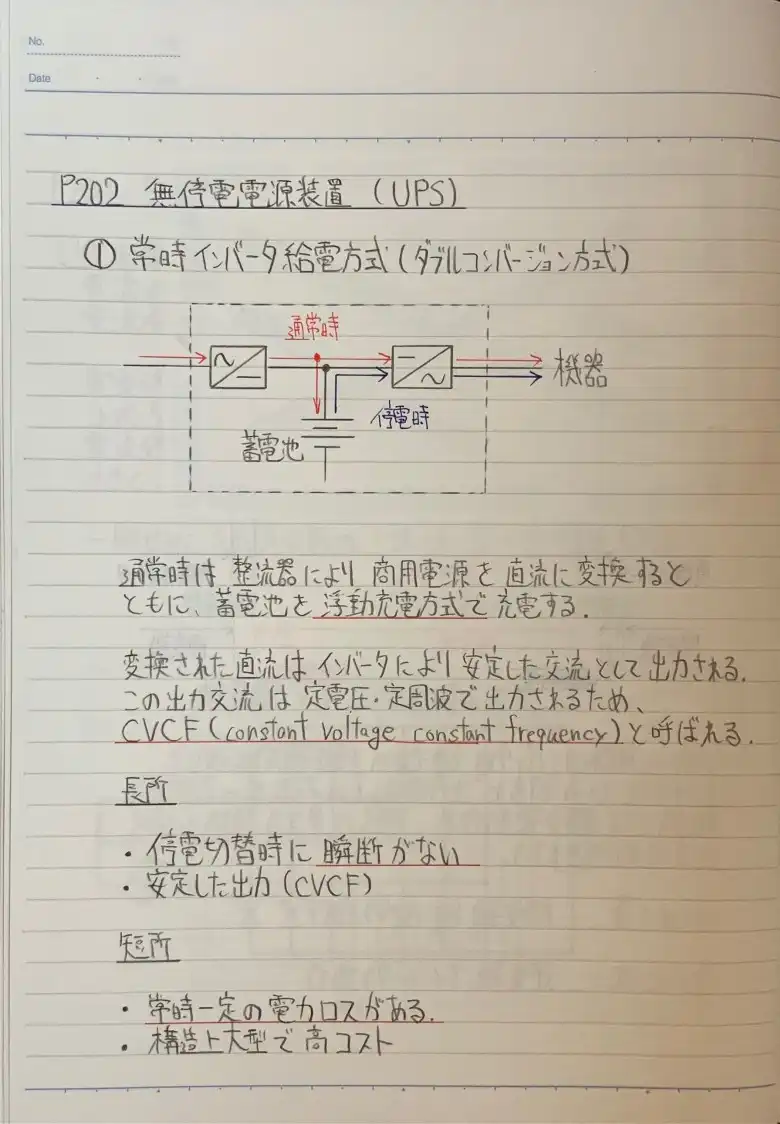 No.
Date
P202 無停電電源装置（UPS）
① 常時インバータ給電方式（ダブルコンバージョン方式）
通常時
機器
停電時
蓄電池
通常時は 整流器により 商用電源を 直流に変換すると
ともに、蓄電池を浮動充電方式で充電する.
変換された直流はインバータにより安定した交流として出力される.
この出力交流は定電圧・定周波で出力されるため、
CVCF（constant voltage constant frequency）と呼ばれる.
長所
・停電切替時に瞬断がない
・安定した出力（CVCF）
短所
・常時一定の電力ロスがある.
・構造上大型で高コスト